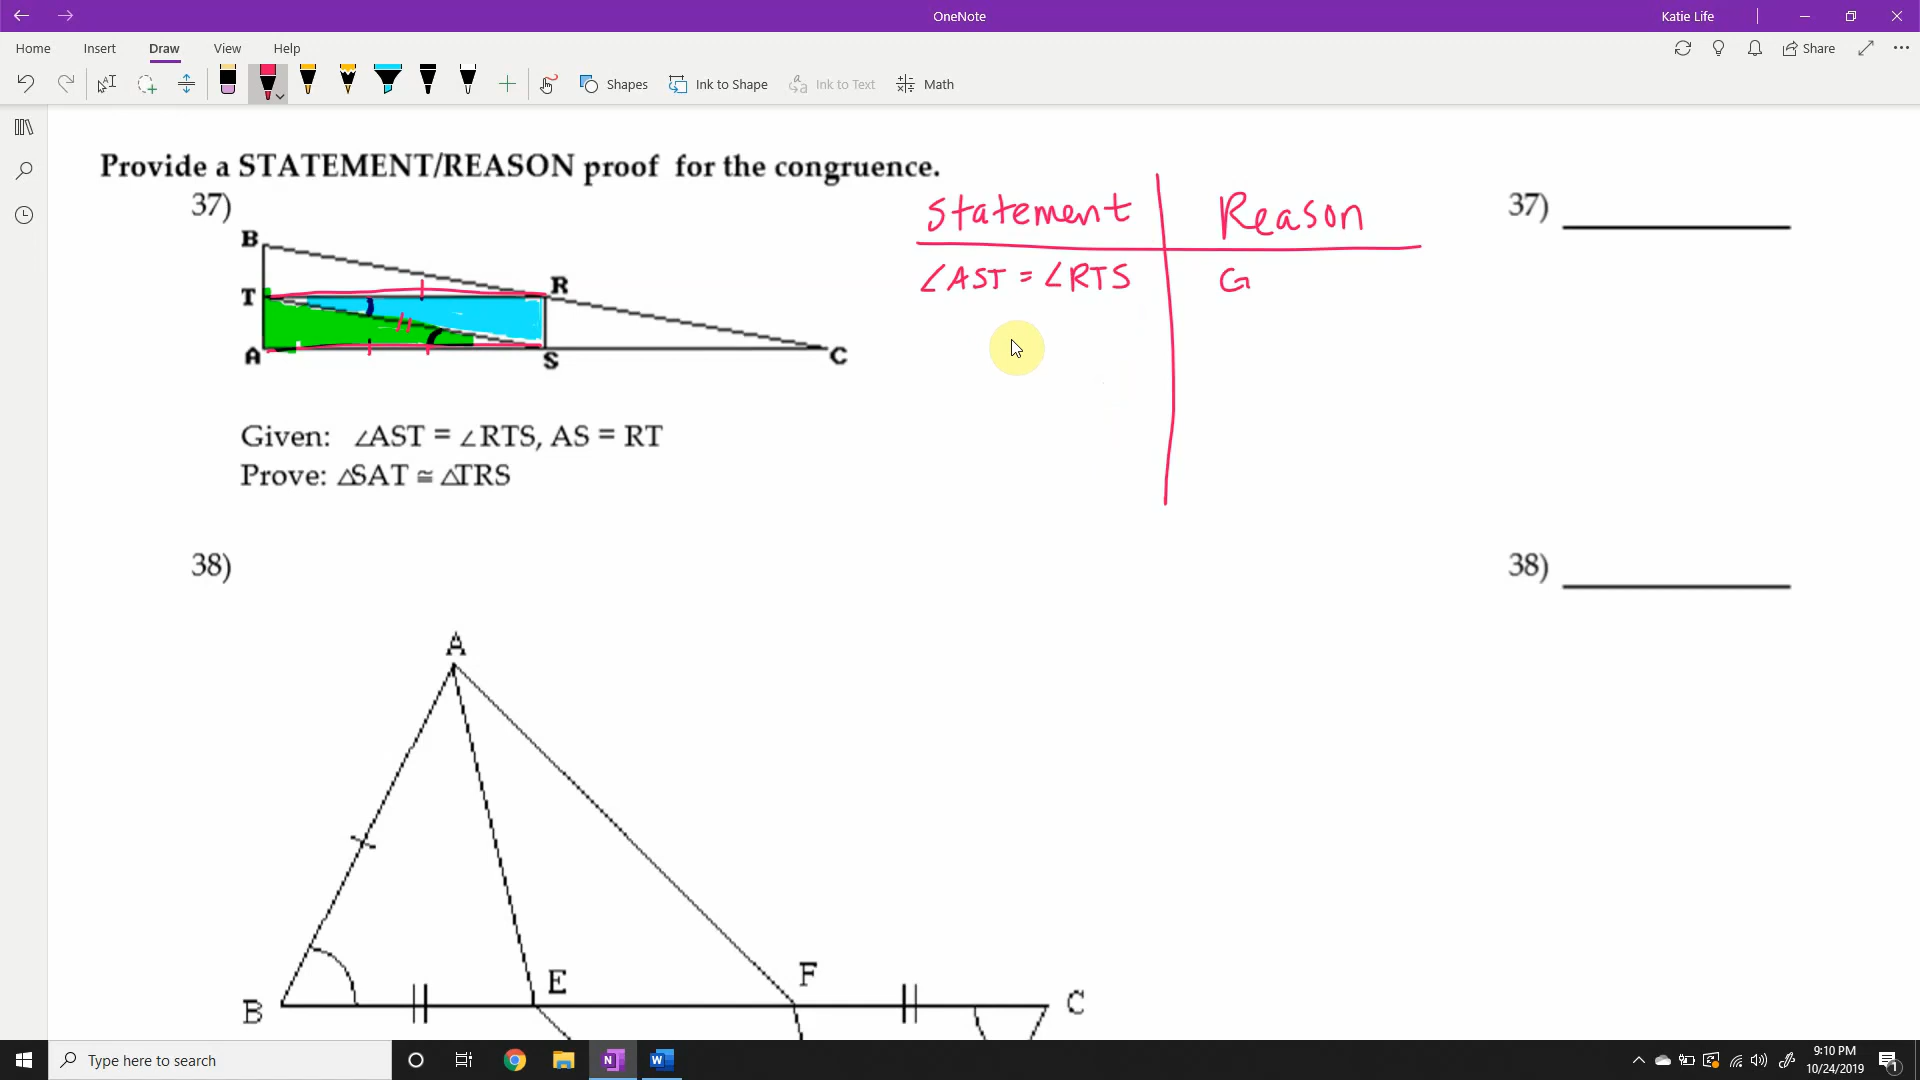 OneNote
Katie Life
Home Insert Draw View Help
Share
Shapes Ink to Shape Ink to Text Math
Provide a STATEMENT/REASON proof for the congruence.
37)
B
T
R
A
S
C
Statement Reason
∠AST = ∠RTS G
37)
Given: ∠AST = ∠RTS, AS = RT
Prove: △SAT ≅ △TRS
38)
38)
A
B
E
F
C
Type here to search
9:10 PM
10/24/2019
1